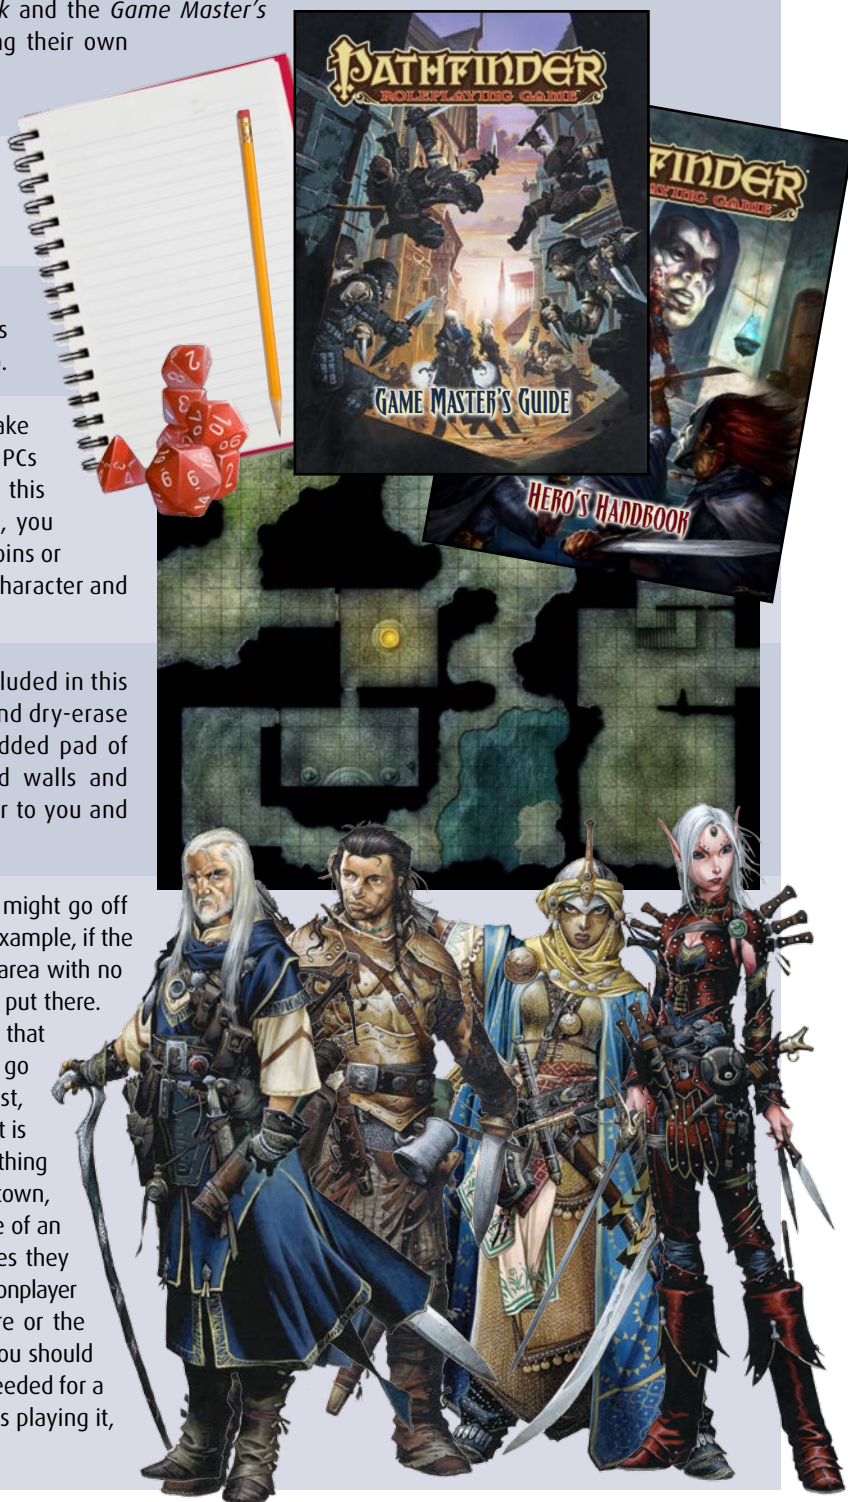 k and the Game Master's
ng their own
s
.
ake
PCs
this
, you
oins or
haracter and
luded in this
nd dry-erase
dded pad of
d walls and
r to you and
might go off
xample, if the
area with no
put there.
that
go
st,
t is
thing
town,
e of an
es they
onplayer
re or the
ou should
eeded for a
s playing it,
PATHFINDER
ROLEPLAYING GAME
GAME MASTER'S GUIDE
FINDER
AYING GAME
HERO'S HANDBOOK